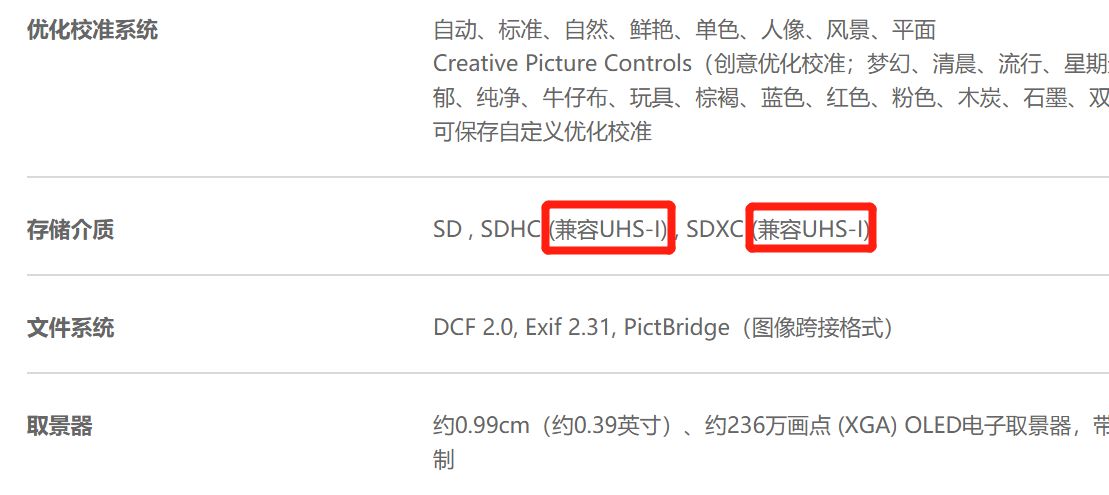 优化校准系统
自动、标准、自然、鲜艳、单色、人像、风景、平面
Creative Picture Controls（创意优化校准；梦幻、清晨、流行、星期
郁、纯净、牛仔布、玩具、棕褐、蓝色、红色、粉色、木炭、石墨、双
可保存自定义优化校准
存储介质
SD , SDHC (兼容UHS-I) , SDXC (兼容UHS-I)
文件系统
DCF 2.0, Exif 2.31, PictBridge（图像跨接格式）
取景器
约0.99cm（约0.39英寸）、约236万画点 (XGA) OLED电子取景器，带
制